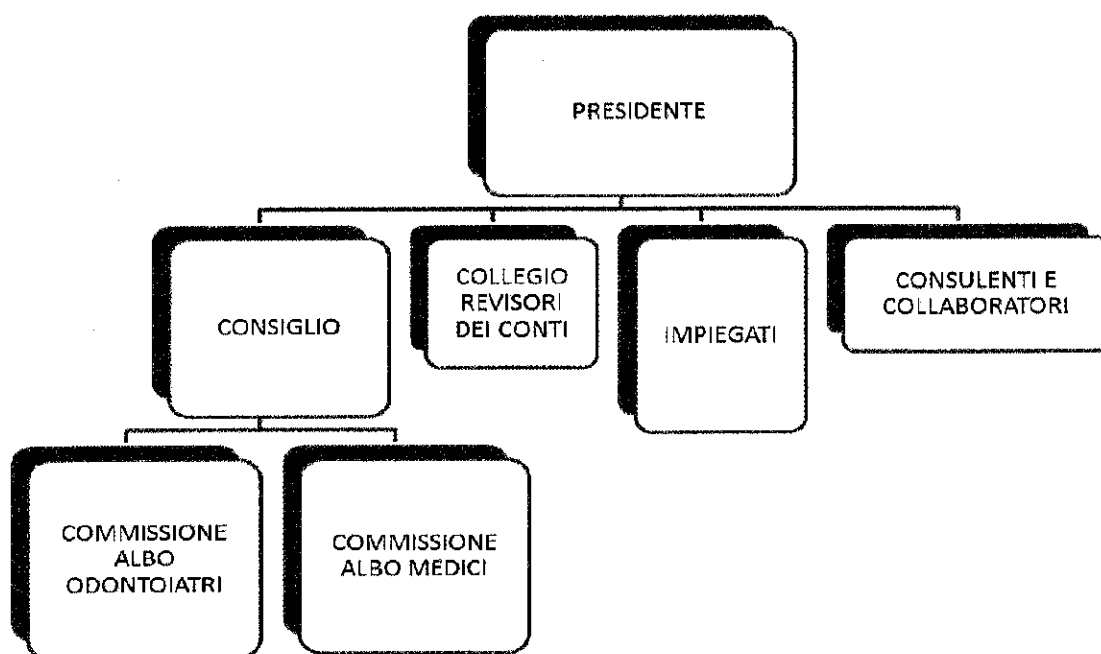 PRESIDENTE
CONSIGLIO
COLLEGIO
REVISORI
DEI CONTI
IMPIEGATI
CONSULENTI E
COLLABORATORI
COMMISSIONE
ALBO
ODONTOIATRI
COMMISSIONE
ALBO MEDICI